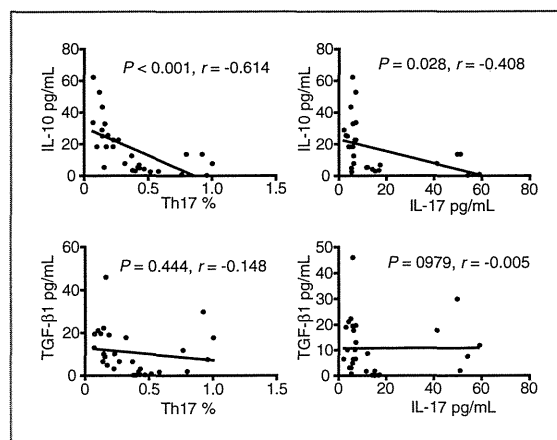 P < 0.001, r = -0.614
IL-10 pg/mL
80
60
40
20
0
0.0 0.5 1.0 1.5
Th17 %
P = 0.028, r = -0.408
IL-10 pg/mL
80
60
40
20
0
0 20 40 60 80
IL-17 pg/mL
P = 0.444, r = -0.148
TGF-β1 pg/mL
60
40
20
0
0.0 0.5 1.0 1.5
Th17 %
P = 0979, r = -0.005
TGF-β1 pg/mL
50
40
30
20
10
0
0 20 40 60 80
IL-17 pg/mL